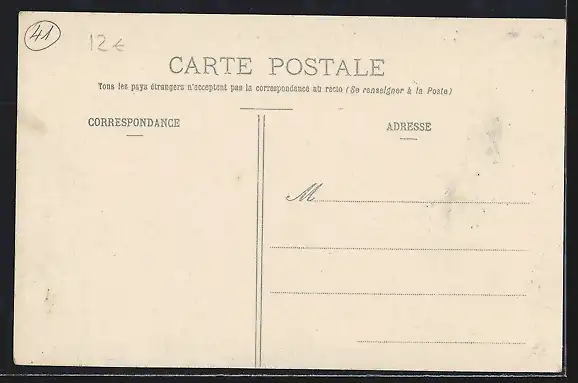 41
12€
CARTE POSTALE
Tous les pays étrangers n'acceptent pas la correspondance au recto (Se renseigner à la Poste)
CORRESPONDANCE
ADRESSE
M